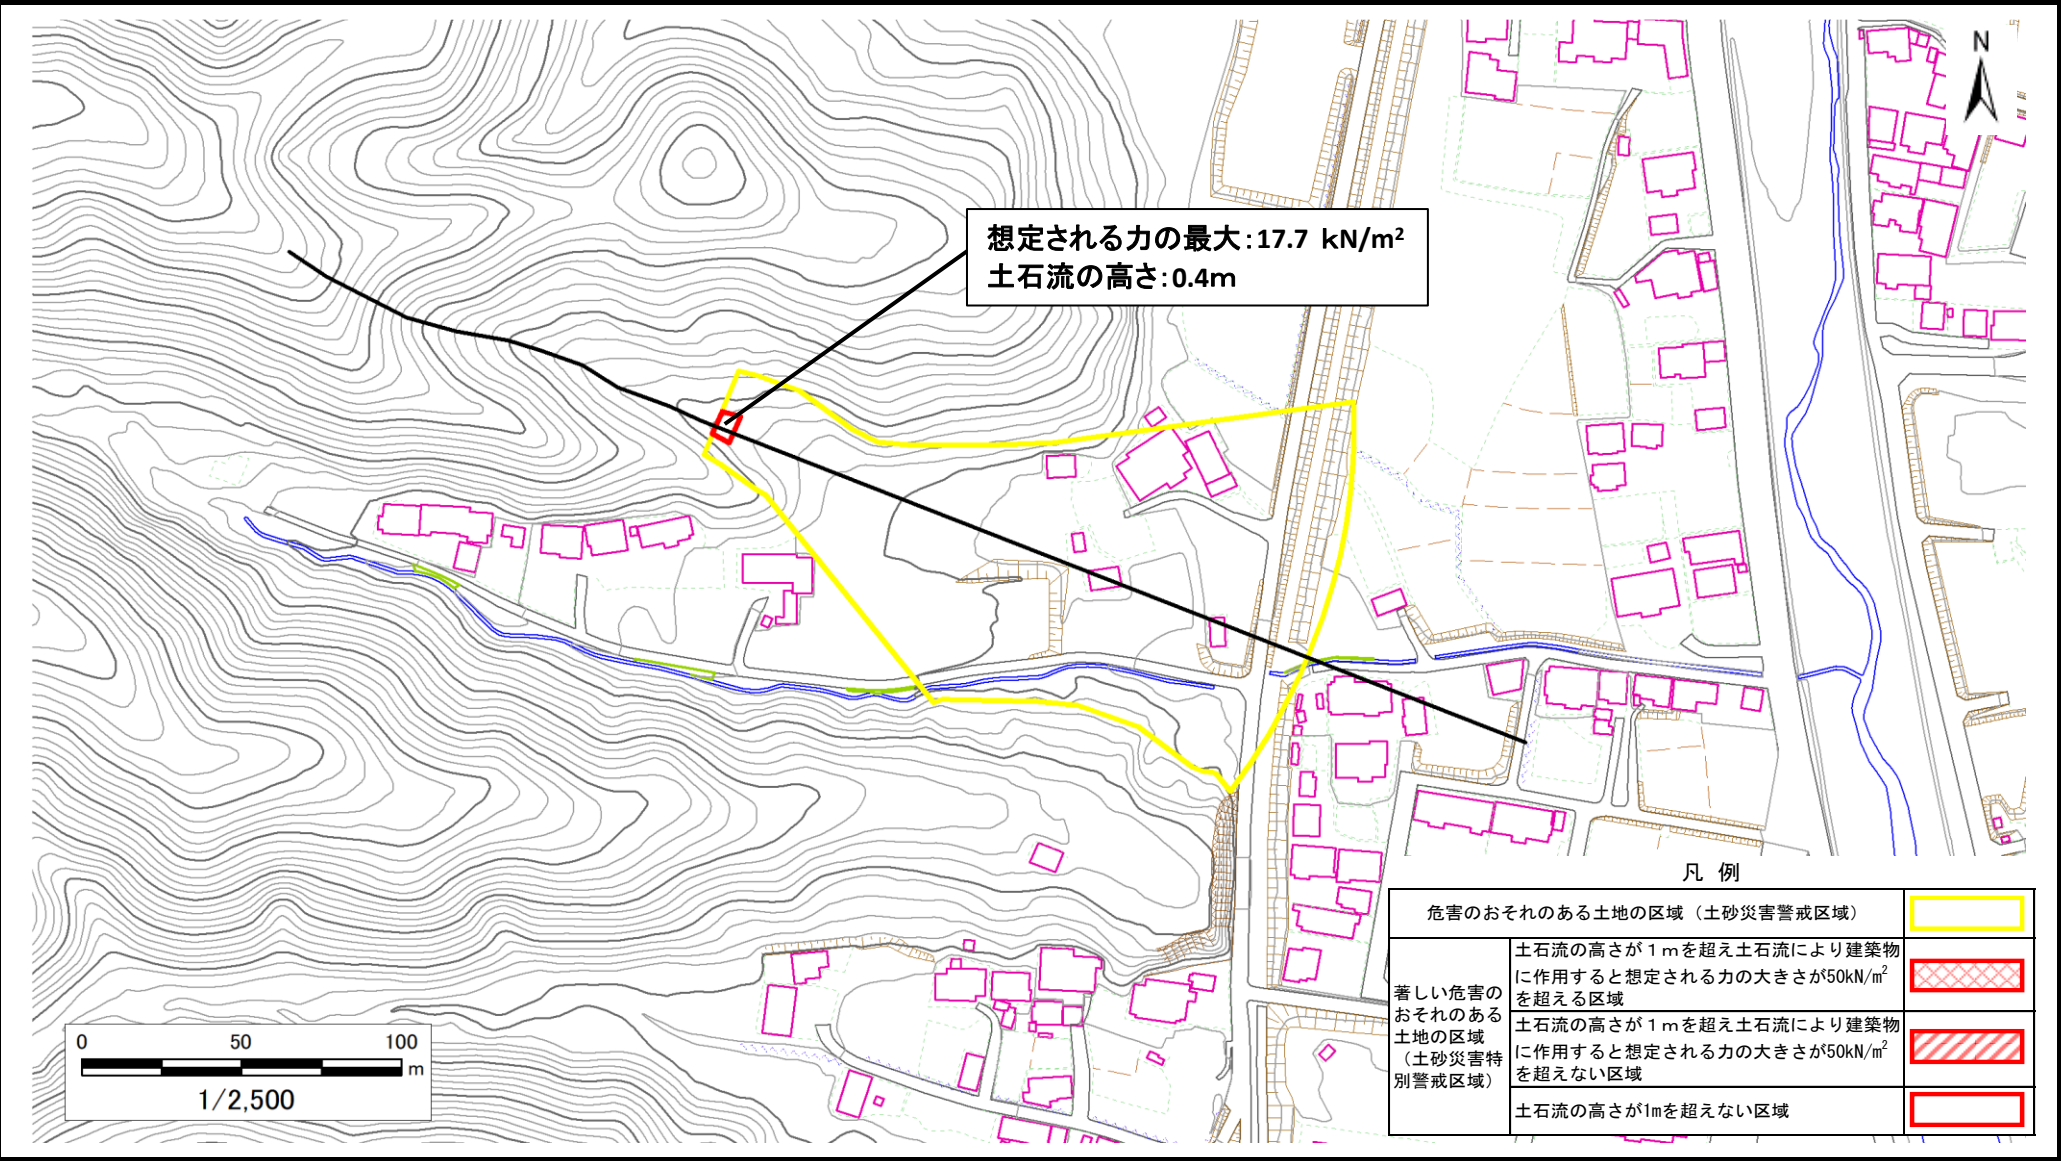 N
想定される力の最大:17.7 kN/m²
土石流の高さ:0.4m
凡 例
危害のおそれのある土地の区域（土砂災害警戒区域）
著しい危害の
おそれのある
土地の区域
（土砂災害特
別警戒区域）
土石流の高さが１ｍを超え土石流により建築物
に作用すると想定される力の大きさが50kN/㎡
を超える区域
土石流の高さが１ｍを超え土石流により建築物
に作用すると想定される力の大きさが50kN/㎡
を超えない区域
土石流の高さが1mを超えない区域
0 50 100
m
1/2,500